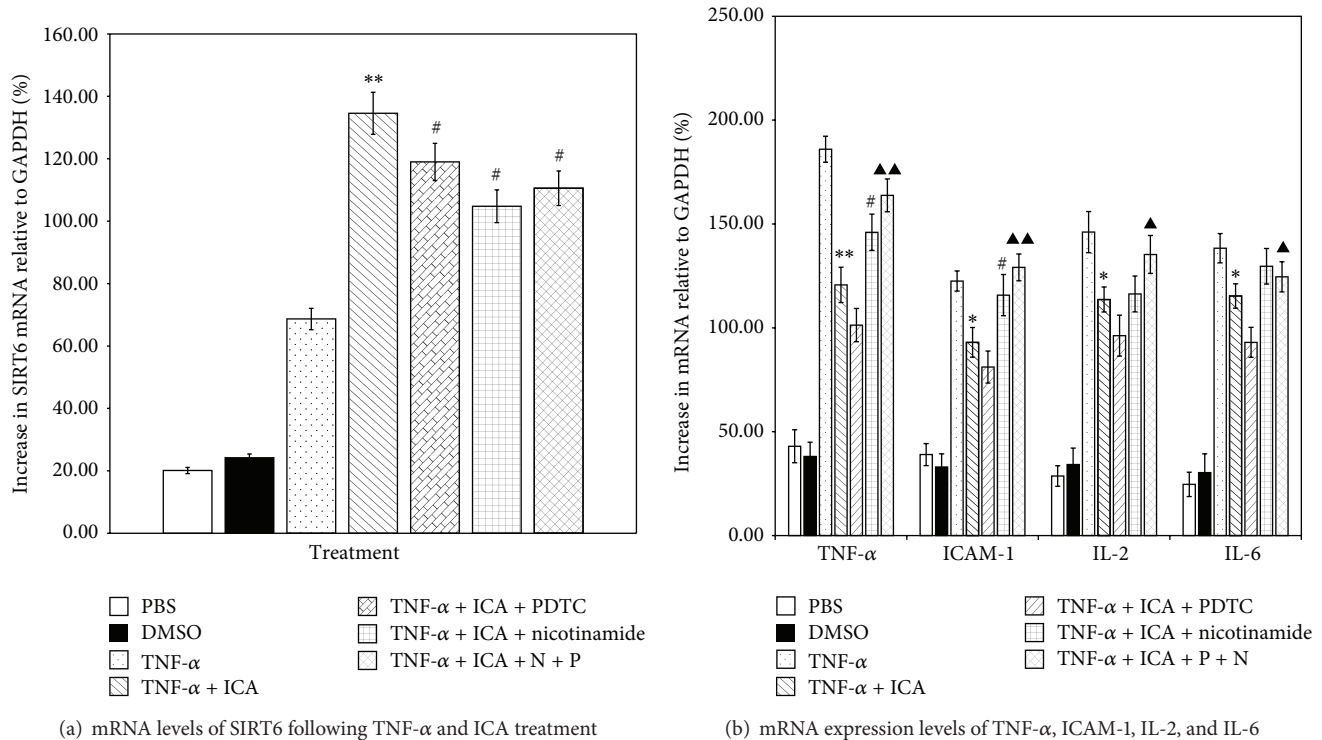 Increase in SIRT6 mRNA relative to GAPDH (%)
160.00
140.00
120.00
100.00
80.00
60.00
40.00
20.00
0.00
**
#
#
#
Treatment
PBS
DMSO
TNF-α
TNF-α + ICA
TNF-α + ICA + PDTC
TNF-α + ICA + nicotinamide
TNF-α + ICA + N + P
(a) mRNA levels of SIRT6 following TNF-α and ICA treatment
Increase in mRNA relative to GAPDH (%)
250.00
200.00
150.00
100.00
50.00
0.00
** # ▲▲
* # ▲▲
* ▲
* ▲
TNF-α ICAM-1 IL-2 IL-6
PBS
DMSO
TNF-α
TNF-α + ICA
TNF-α + ICA + PDTC
TNF-α + ICA + nicotinamide
TNF-α + ICA + P + N
(b) mRNA expression levels of TNF-α, ICAM-1, IL-2, and IL-6